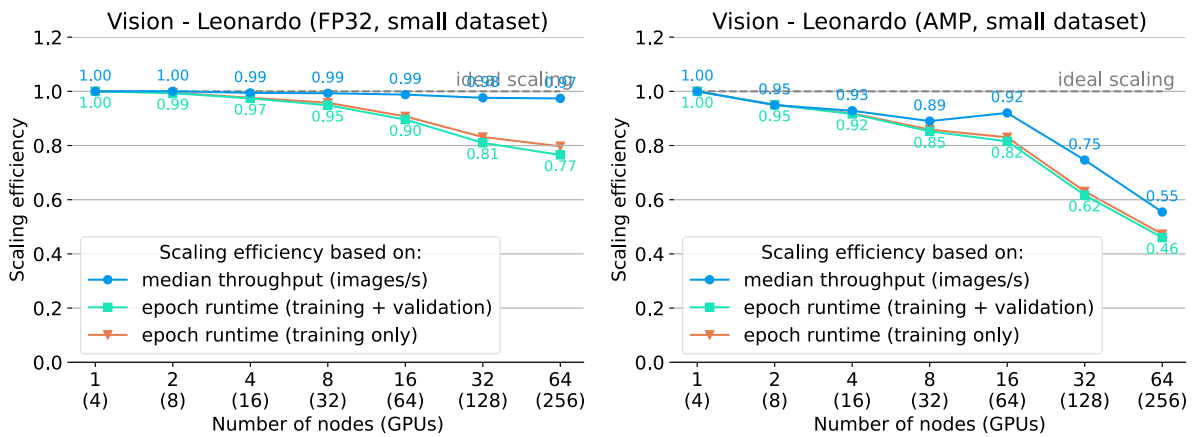 Vision - Leonardo (FP32, small dataset)
1.2
1.0
0.8
0.6
0.4
0.2
0.0
Scaling efficiency
ideal scaling
1.00 1.00 0.99 0.99 0.99 0.98 0.97
1.00 0.99 0.97 0.95 0.90 0.81 0.77
Scaling efficiency based on:
median throughput (images/s)
epoch runtime (training + validation)
epoch runtime (training only)
1 2 4 8 16 32 64
(4) (8) (16) (32) (64) (128) (256)
Number of nodes (GPUs)
Vision - Leonardo (AMP, small dataset)
1.2
1.0
0.8
0.6
0.4
0.2
0.0
Scaling efficiency
ideal scaling
1.00 0.95 0.93 0.89 0.92 0.75 0.55
1.00 0.95 0.92 0.85 0.82 0.62 0.46
Scaling efficiency based on:
median throughput (images/s)
epoch runtime (training + validation)
epoch runtime (training only)
1 2 4 8 16 32 64
(4) (8) (16) (32) (64) (128) (256)
Number of nodes (GPUs)